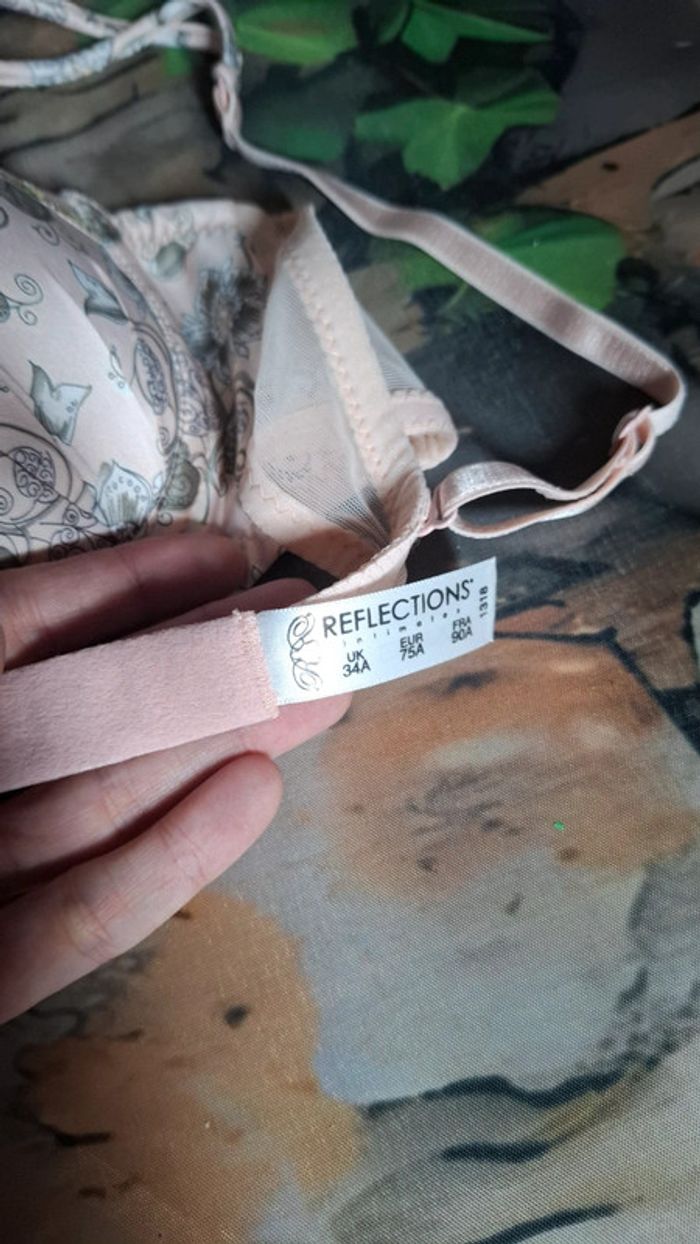 REFLECTIONS
intimates
UK EUR FRA
34A 75A 90A
1318